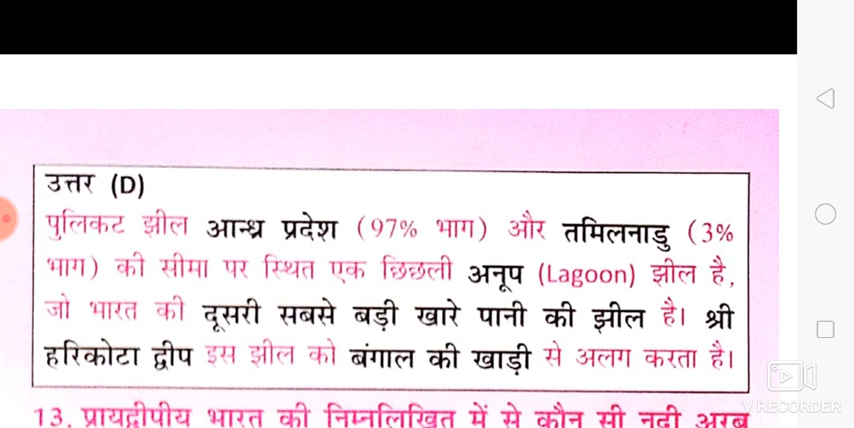 उत्तर (D)
पुलिकट झील आन्ध्र प्रदेश (97% भाग) और तमिलनाडु (3%
भाग) की सीमा पर स्थित एक छिछली अनूप (Lagoon) झील है,
जो भारत की दूसरी सबसे बड़ी खारे पानी की झील है। श्री
हरिकोटा द्वीप इस झील को बंगाल की खाड़ी से अलग करता है।
V RECORDER
13. प्रायद्वीपीय भारत की निम्नलिखित में से कौन सी नदी अरब